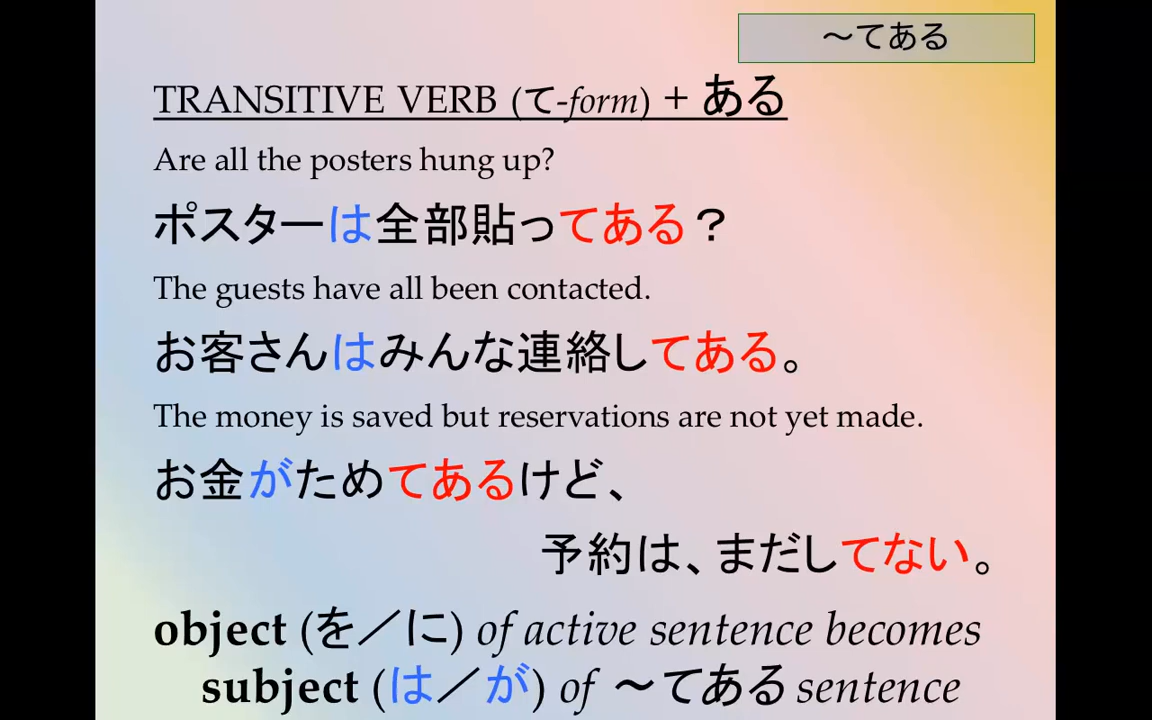 ～てある
TRANSITIVE VERB (て-form) + ある
Are all the posters hung up?
ポスターは全部貼ってある？
The guests have all been contacted.
お客さんはみんな連絡してある。
The money is saved but reservations are not yet made.
お金がためてあるけど、
予約は、まだしてない。
object (を／に) of active sentence becomes
subject (は／が) of ～てある sentence